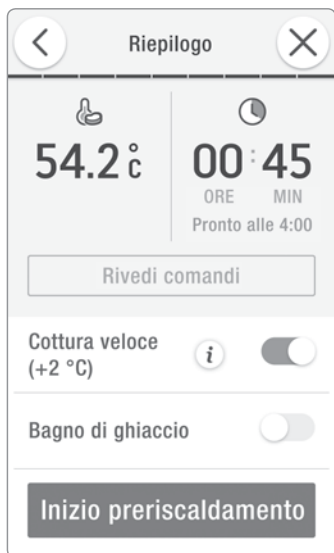 Riepilogo
54.2 °C
00:45
ORE MIN
Pronto alle 4:00
Rivedi comandi
Cottura veloce
(+2 °C)
i
Bagno di ghiaccio
Inizio preriscaldamento